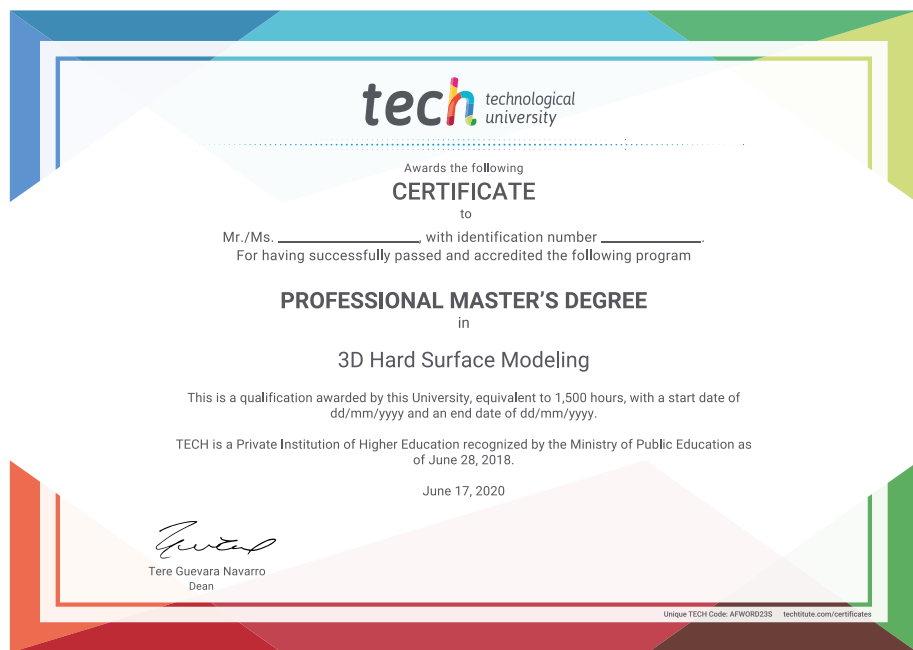 tech technological
university
Awards the following
CERTIFICATE
to
Mr./Ms. ____________________, with identification number ______________.
For having successfully passed and accredited the following program
PROFESSIONAL MASTER'S DEGREE
in
3D Hard Surface Modeling
This is a qualification awarded by this University, equivalent to 1,500 hours, with a start date of
dd/mm/yyyy and an end date of dd/mm/yyyy.
TECH is a Private Institution of Higher Education recognized by the Ministry of Public Education as
of June 28, 2018.
June 17, 2020
Tere Guevara Navarro
Dean
Unique TECH Code: AFWORD23S techtitute.com/certificates